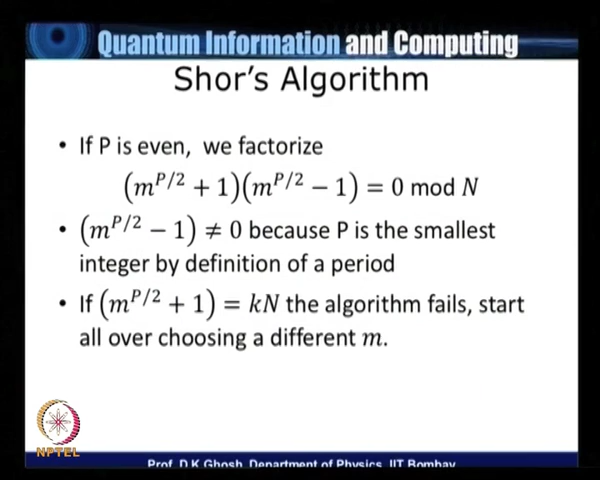 Quantum Information and Computing
Shor's Algorithm
• If P is even, we factorize
(m^{P/2} + 1)(m^{P/2} − 1) = 0 mod N
• (m^{P/2} − 1) ≠ 0 because P is the smallest
integer by definition of a period
• If (m^{P/2} + 1) = kN the algorithm fails, start
all over choosing a different m.
NPTEL
Prof. D K Ghosh, Department of Physics, IIT Bombay